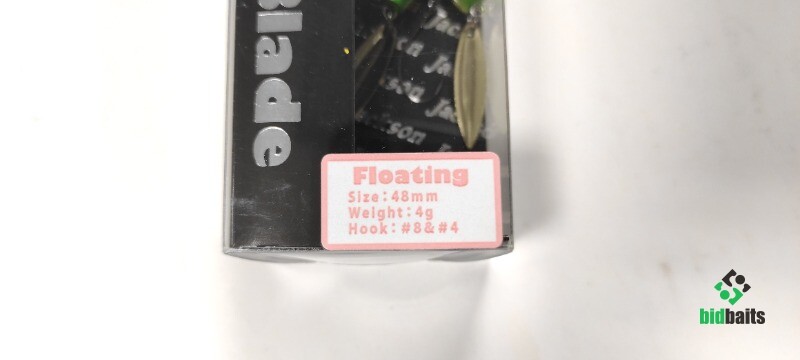 Blade
Jackson
Floating
Size:48mm
Weight:4g
Hook:#8&#4
bidbaits